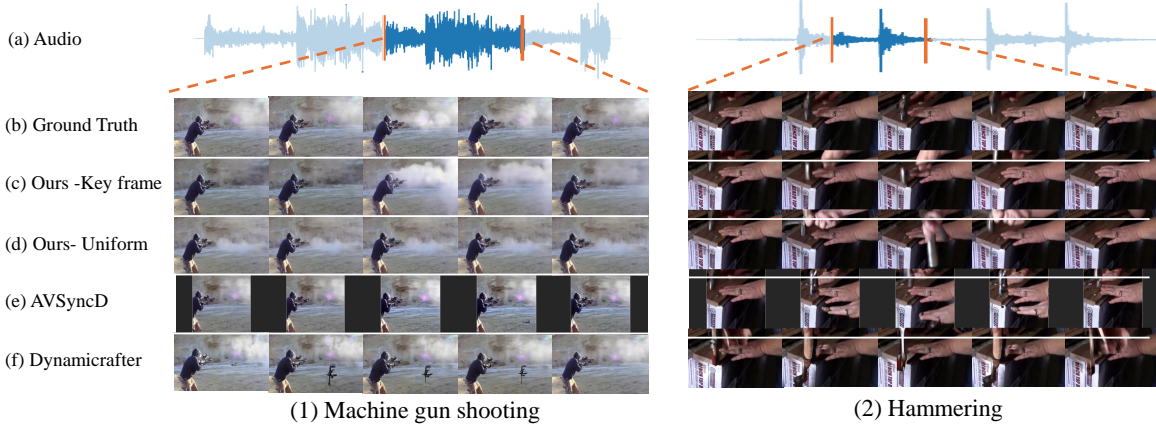 (a) Audio
(b) Ground Truth
(c) Ours -Key frame
(d) Ours- Uniform
(e) AVSyncD
(f) Dynamicrafter
(1) Machine gun shooting
(2) Hammering